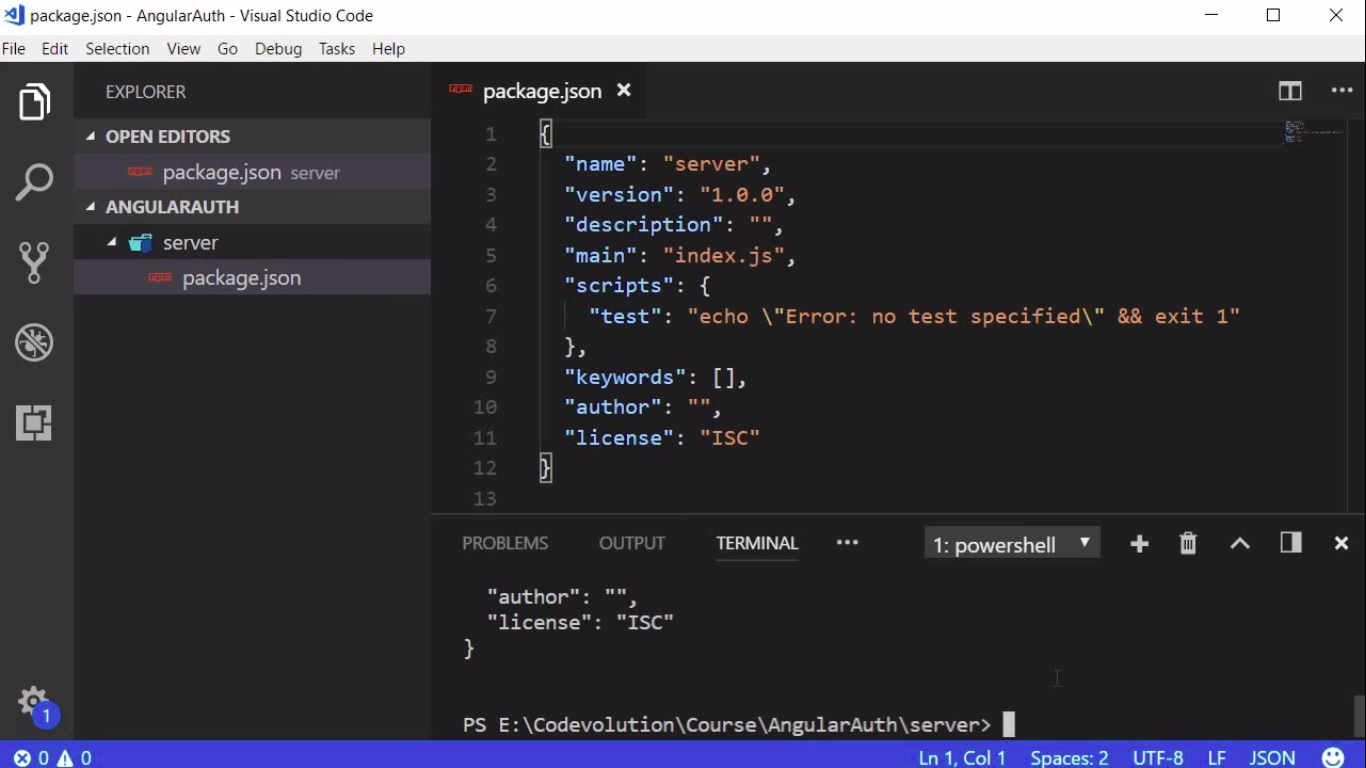 package.json - AngularAuth - Visual Studio Code
File Edit Selection View Go Debug Tasks Help
EXPLORER
OPEN EDITORS
package.json server
ANGULARAUTH
server
package.json
1
package.json
1 {
2 "name": "server",
3 "version": "1.0.0",
4 "description": "",
5 "main": "index.js",
6 "scripts": {
7 "test": "echo \"Error: no test specified\" && exit 1"
8 },
9 "keywords": [],
10 "author": "",
11 "license": "ISC"
12 }
13
PROBLEMS OUTPUT TERMINAL ••• 1: powershell
"author": "",
"license": "ISC"
}
PS E:\Codevolution\Course\AngularAuth\server>
0 0 Ln 1, Col 1 Spaces: 2 UTF-8 LF JSON